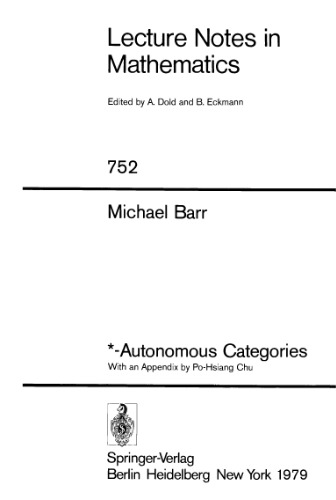 Lecture Notes in
Mathematics
Edited by A. Dold and B. Eckmann
752
Michael Barr
*-Autonomous Categories
With an Appendix by Po-Hsiang Chu
Springer-Verlag
Berlin Heidelberg New York 1979